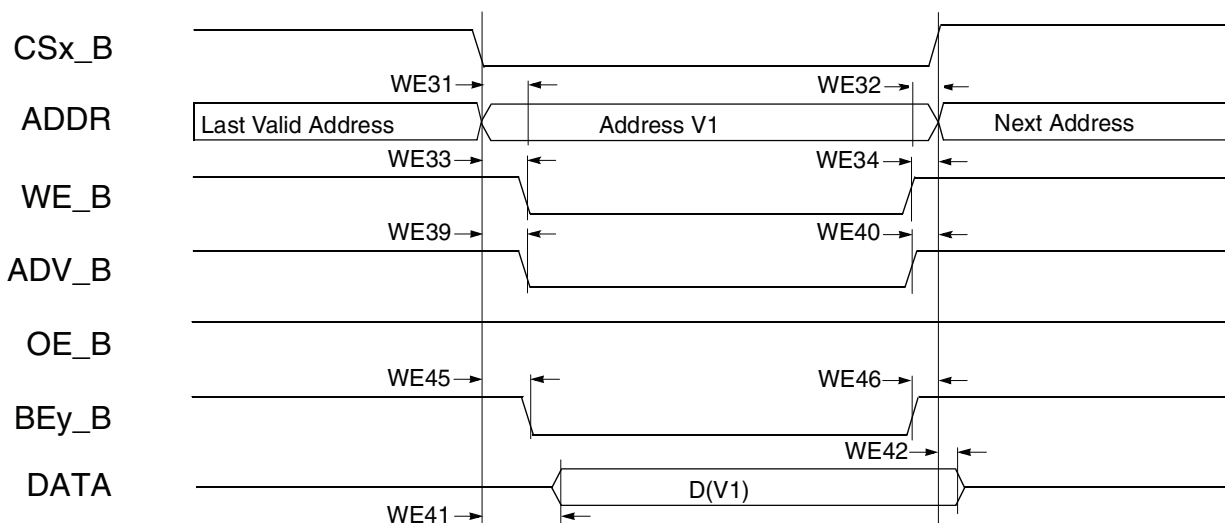 CSx_B
WE31
WE32
ADDR
Last Valid Address
Address V1
Next Address
WE33
WE34
WE_B
WE39
WE40
ADV_B
OE_B
WE45
WE46
BEy_B
WE42
DATA
D(V1)
WE41